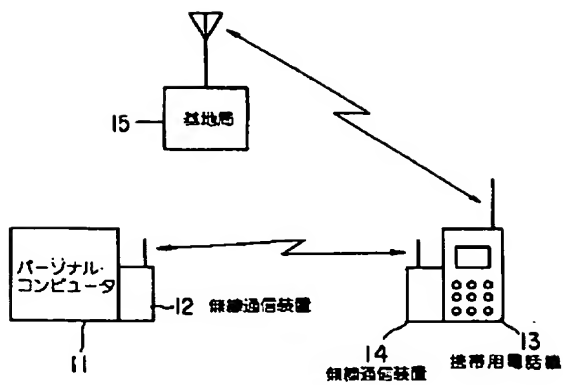 15
基地局
パーソナル・
コンピュータ
11
12 無線通信装置
14
無線通信装置
13
携帯用電話機